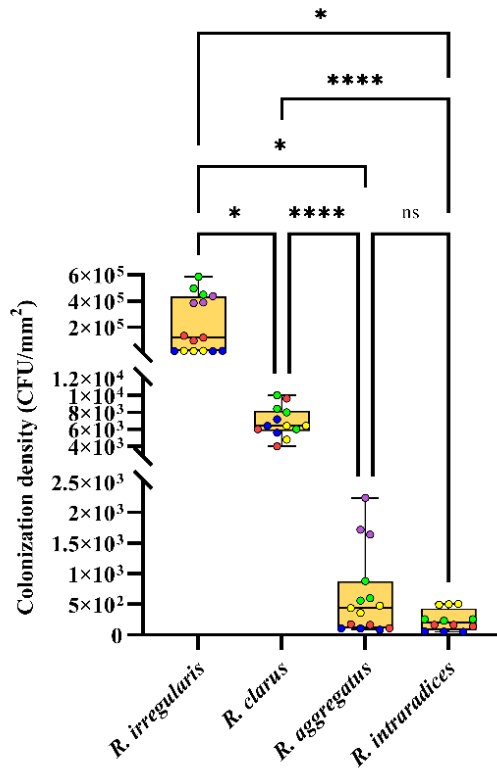 *
****
*
* **** ns
Colonization density (CFU/mm²)
6×10⁵
4×10⁵
2×10⁵
1.2×10⁴
1×10⁴
8×10³
6×10³
4×10³
2.5×10³
2×10³
1.5×10³
1×10³
5×10²
0
R. irregularis
R. clarus
R. aggregatus
R. intraradices